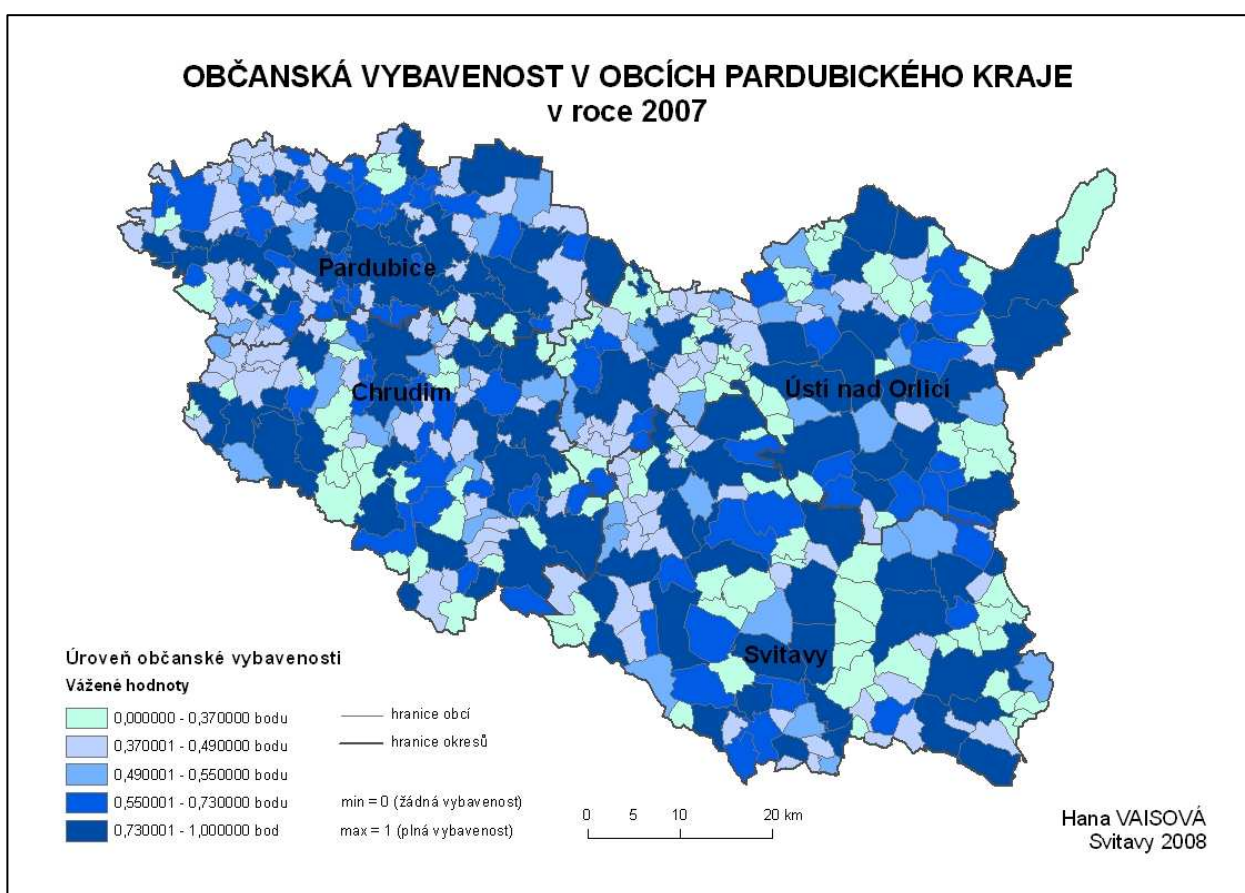 OBČANSKÁ VYBAVENOST V OBCÍCH PARDUBICKÉHO KRAJE
v roce 2007
Pardubice
Chrudim
Ústí nad Orlicí
Svitavy
Úroveň občanské vybavenosti
Vážené hodnoty
0,000000 - 0,370000 bodu
0,370001 - 0,490000 bodu
0,490001 - 0,550000 bodu
0,550001 - 0,730000 bodu
0,730001 - 1,000000 bod
hranice obcí
hranice okresů
min = 0 (žádná vybavenost)
max = 1 (plná vybavenost)
0 5 10 20 km
Hana VAISOVÁ
Svitavy 2008